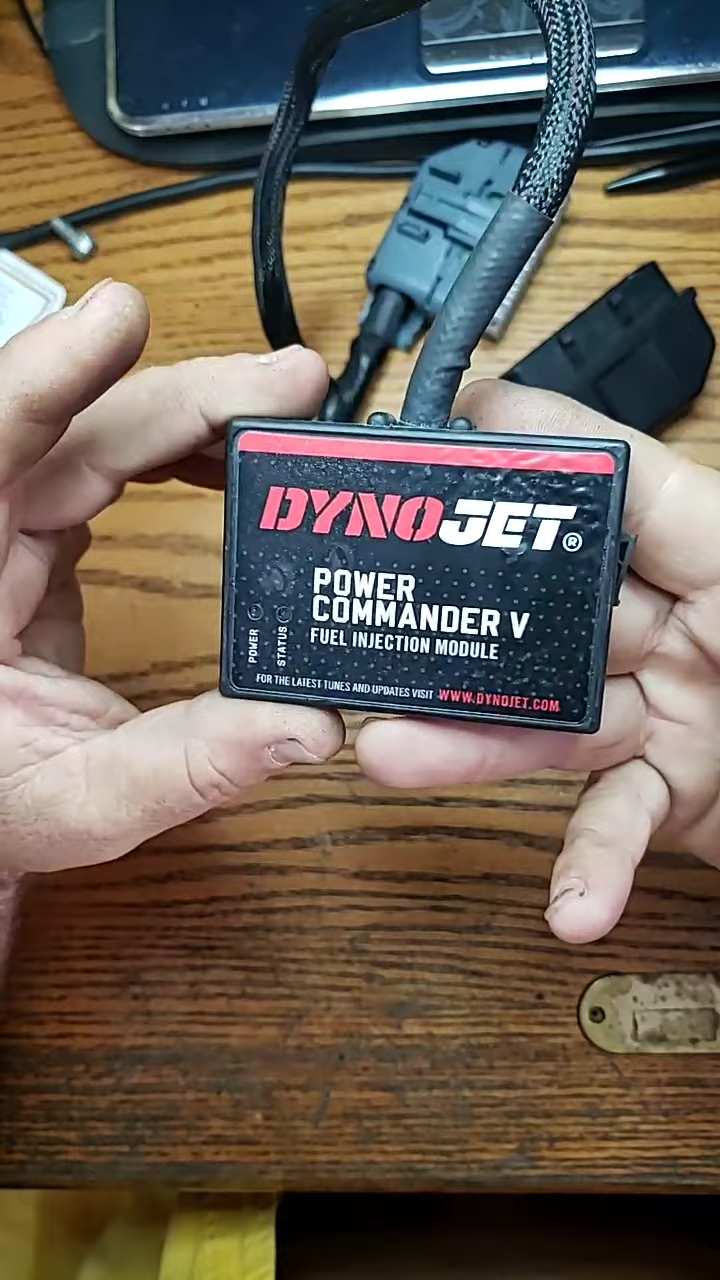 DYNOJET®
POWER
COMMANDER V
FUEL INJECTION MODULE
POWER
STATUS
FOR THE LATEST TUNES AND UPDATES VISIT WWW.DYNOJET.COM